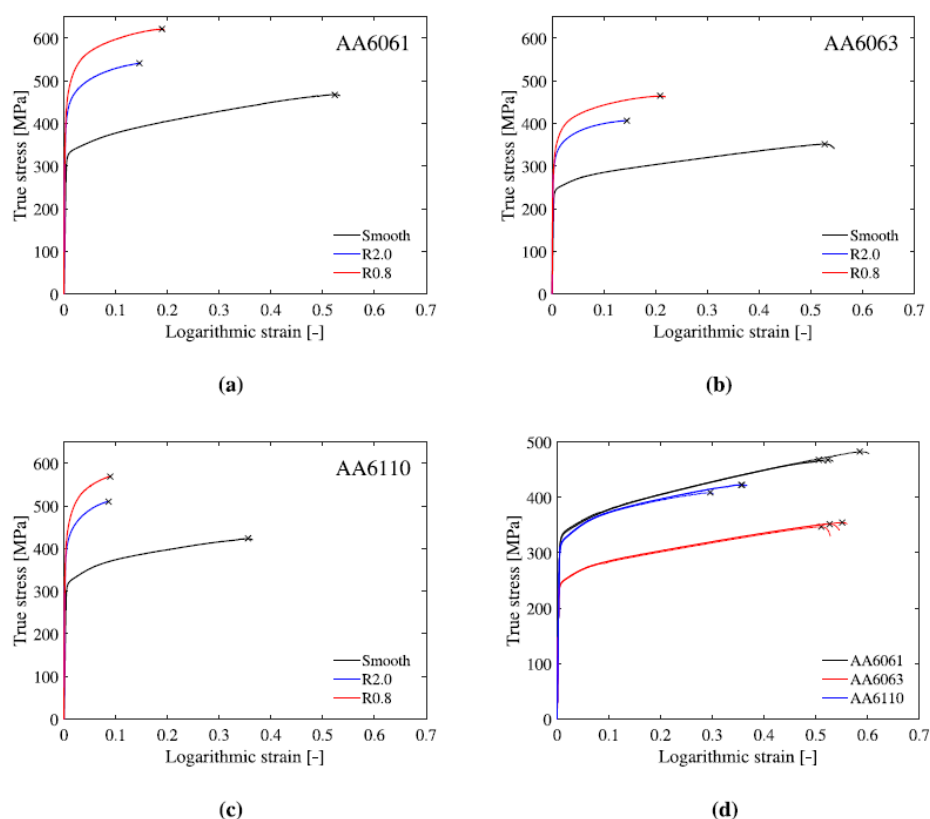 AA6061
600
500
400
300
200
100
0
True stress [MPa]
Smooth
R2.0
R0.8
0 0.1 0.2 0.3 0.4 0.5 0.6 0.7
Logarithmic strain [-]
(a)
AA6063
600
500
400
300
200
100
0
True stress [MPa]
Smooth
R2.0
R0.8
0 0.1 0.2 0.3 0.4 0.5 0.6 0.7
Logarithmic strain [-]
(b)
AA6110
600
500
400
300
200
100
0
True stress [MPa]
Smooth
R2.0
R0.8
0 0.1 0.2 0.3 0.4 0.5 0.6 0.7
Logarithmic strain [-]
(c)
500
400
300
200
100
0
True stress [MPa]
AA6061
AA6063
AA6110
0 0.1 0.2 0.3 0.4 0.5 0.6 0.7
Logarithmic strain [-]
(d)